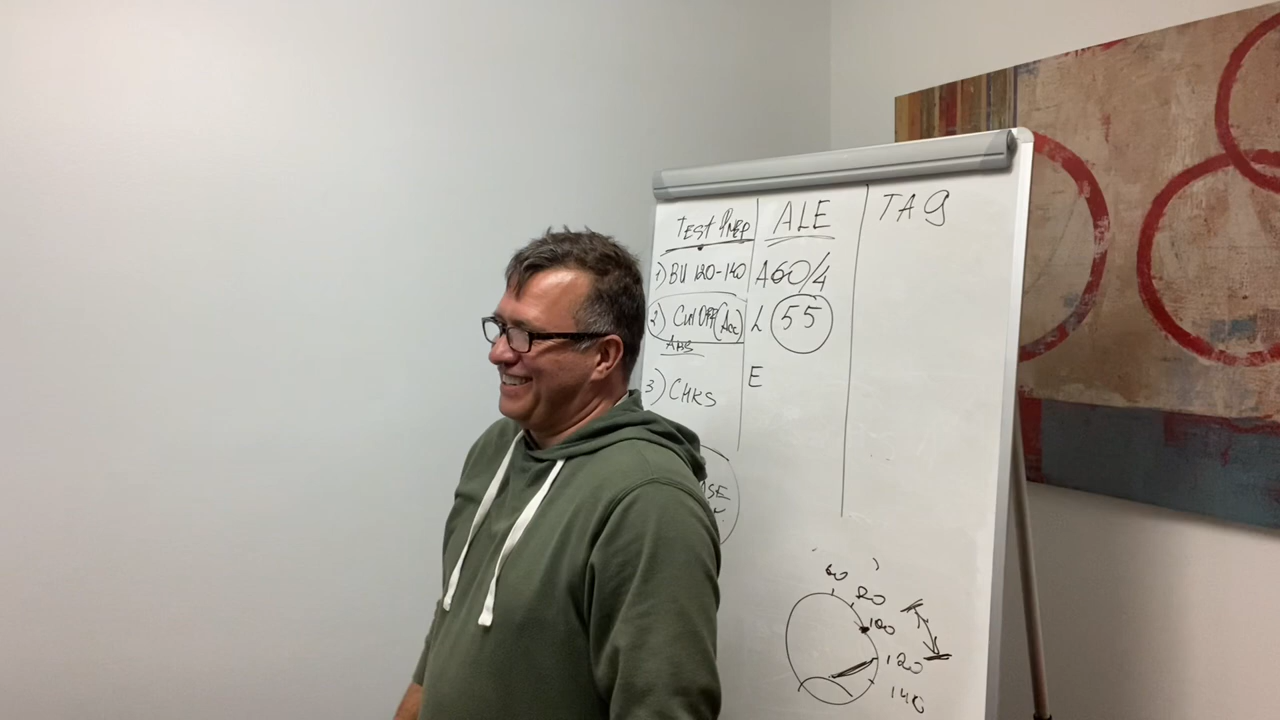 TEST PREP
1) BU 120-140
2) CUT OFF (Acc)
ABS
3) CHKS
ALE
A 60/4
L 55
E
TAG
60
80
100
120
140